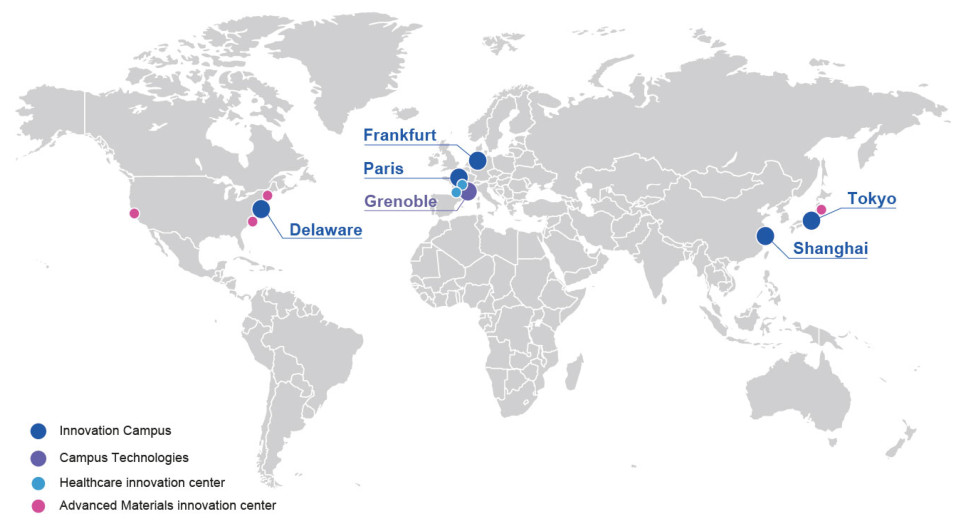 Frankfurt
Paris
Grenoble
Delaware
Tokyo
Shanghai
Innovation Campus
Campus Technologies
Healthcare innovation center
Advanced Materials innovation center